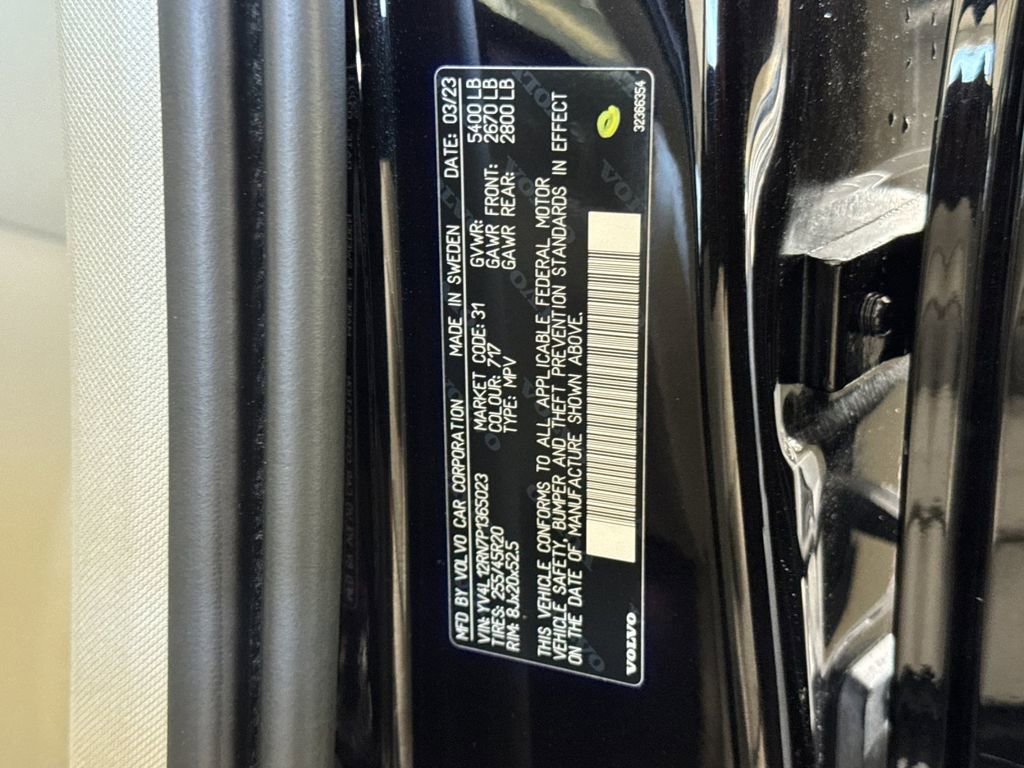 MFD BY VOLVO CAR CORPORATION MADE IN SWEDEN DATE: 03/23
VIN: YV4L12RN7P1365023 MARKET CODE: 31 GVWR: 5400 LB
TIRES: 255/45R20 COLOUR: 717 GAWR FRONT: 2670 LB
RIM: 8Jx20x52.5 TYPE: MPV GAWR REAR: 2800 LB
THIS VEHICLE CONFORMS TO ALL APPLICABLE FEDERAL MOTOR
VEHICLE SAFETY, BUMPER AND THEFT PREVENTION STANDARDS IN EFFECT
ON THE DATE OF MANUFACTURE SHOWN ABOVE.
VOLVO
32366354